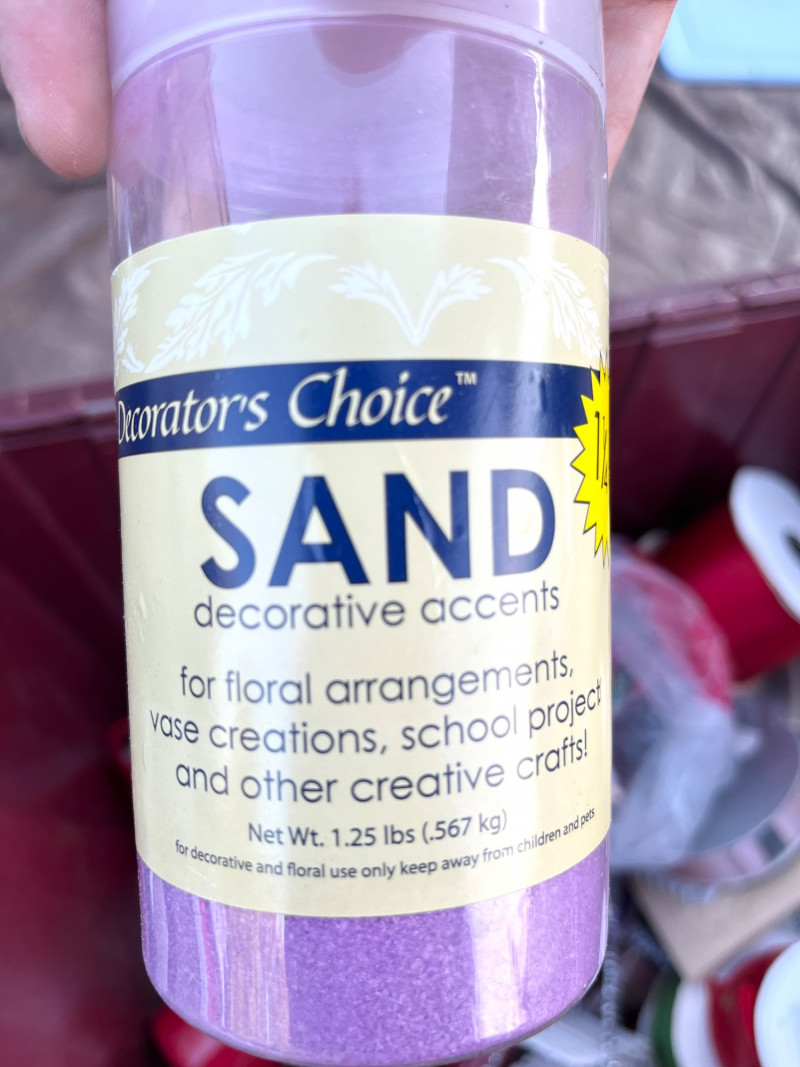 Decorator's Choice™
SAND
decorative accents
for floral arrangements,
vase creations, school project
and other creative crafts!
Net Wt. 1.25 lbs (.567 kg)
for decorative and floral use only keep away from children and pets